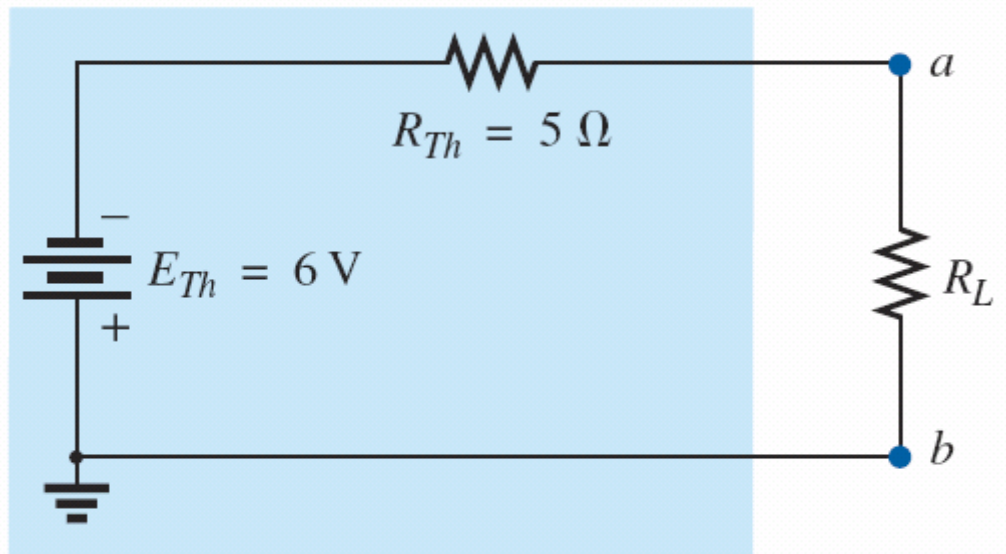 a
R_Th = 5 Ω
−
E_Th = 6 V
+
R_L
b